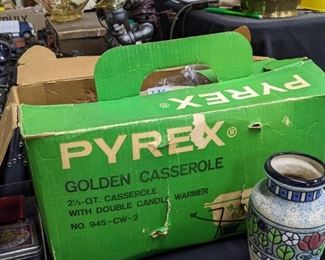 PYREX®
PYREX®
GOLDEN CASSEROLE
2½-QT. CASSEROLE
WITH DOUBLE CANDLE WARMER
NO. 945-CW-2